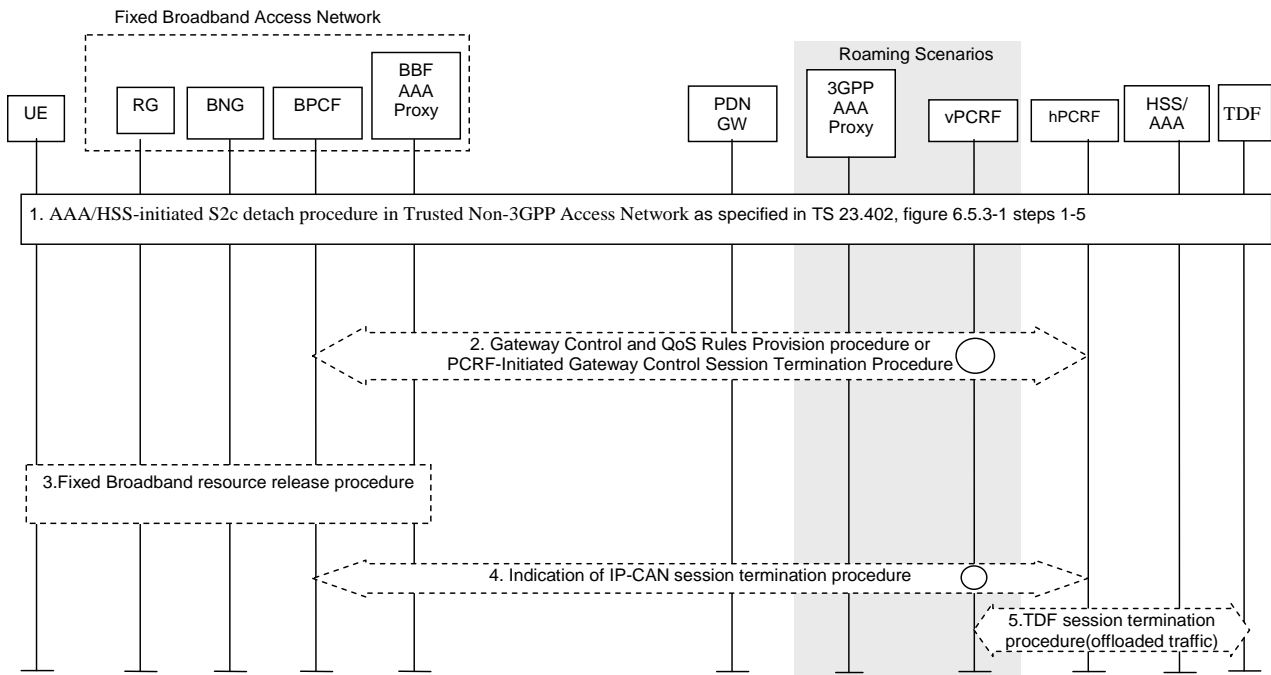 Fixed Broadband Access Network
Roaming Scenarios
UE
RG
BNG
BPCF
BBF
AAA
Proxy
PDN
GW
3GPP
AAA
Proxy
vPCRF
hPCRF
HSS/
AAA
TDF
1. AAA/HSS-initiated S2c detach procedure in Trusted Non-3GPP Access Network as specified in TS 23.402, figure 6.5.3-1 steps 1-5
2. Gateway Control and QoS Rules Provision procedure or
PCRF-Initiated Gateway Control Session Termination Procedure
3.Fixed Broadband resource release procedure
4. Indication of IP-CAN session termination procedure
5.TDF session termination
procedure(offloaded traffic)